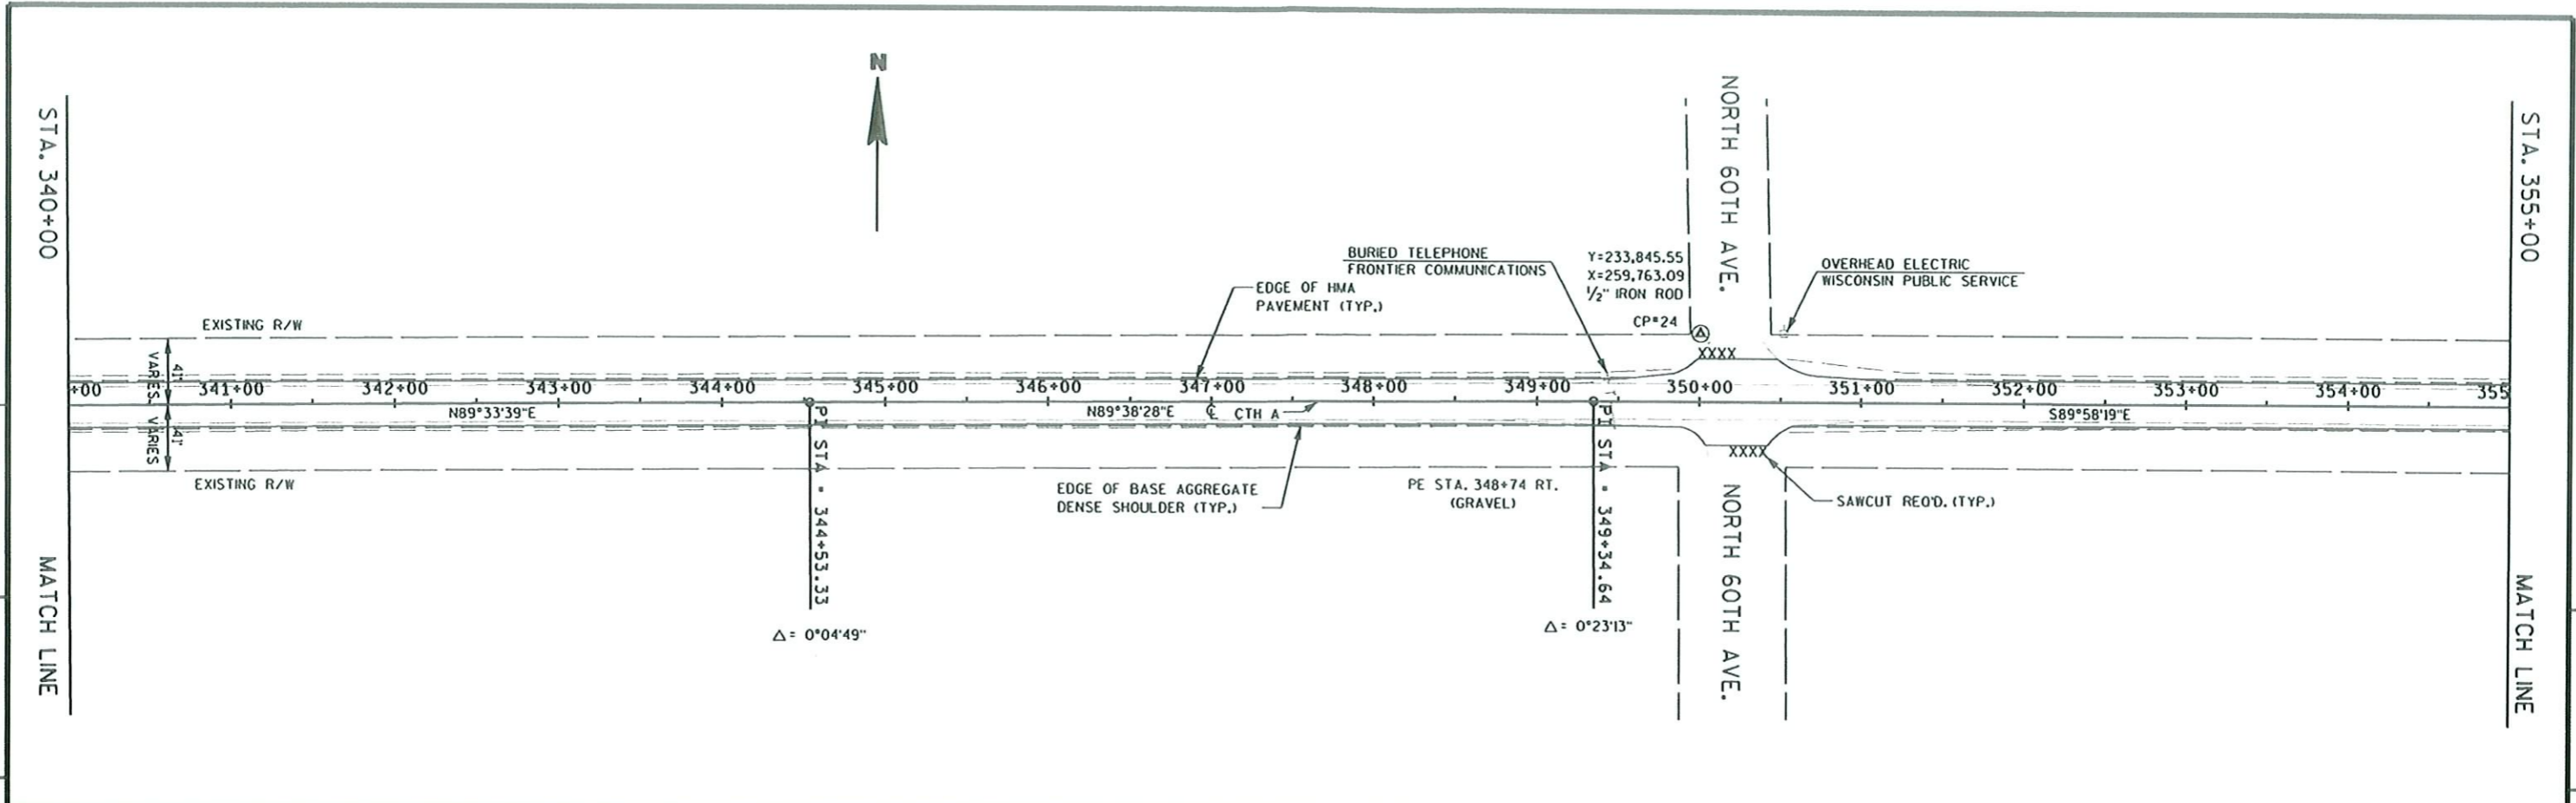 N
STA. 340+00
MATCH LINE
STA. 355+00
MATCH LINE
NORTH 60TH AVE.
BURIED TELEPHONE
FRONTIER COMMUNICATIONS
Y=233,845.55
X=259,763.09
1/2" IRON ROD
CP#24
OVERHEAD ELECTRIC
WISCONSIN PUBLIC SERVICE
EDGE OF HMA
PAVEMENT (TYP.)
EXISTING R/W
41'
VARIES
XXXX
+00 341+00 342+00 343+00 344+00 345+00 346+00 347+00 348+00 349+00 350+00 351+00 352+00 353+00 354+00 355
N89°33'39"E
N89°38'28"E
℄ CTH A
S89°58'19"E
41'
VARIES
XXXX
EXISTING R/W
PI STA = 344+53.33
Δ= 0°04'49"
EDGE OF BASE AGGREGATE
DENSE SHOULDER (TYP.)
PE STA. 348+74 RT.
(GRAVEL)
PI STA = 349+34.64
Δ= 0°23'13"
SAWCUT REQ'D. (TYP.)
NORTH 60TH AVE.